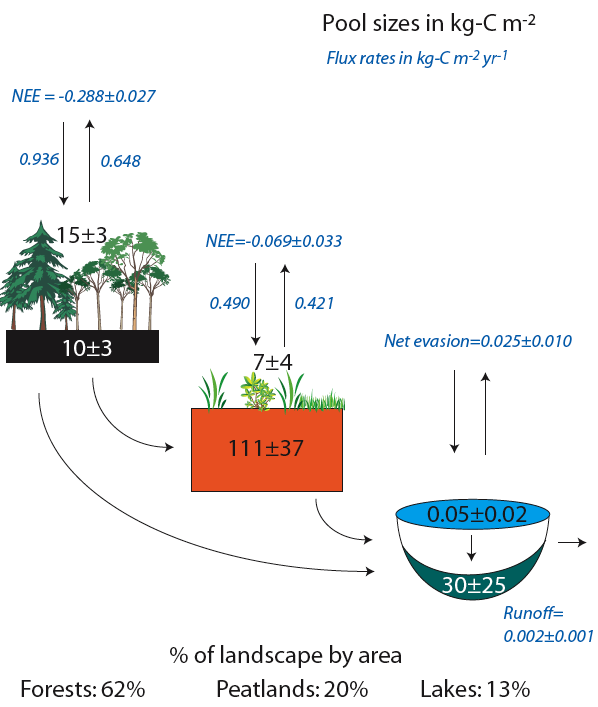 Pool sizes in kg-C m-2
Flux rates in kg-C m-2 yr-1
NEE = -0.288±0.027
0.936
0.648
15±3
10±3
NEE=-0.069±0.033
0.490
0.421
7±4
111±37
Net evasion=0.025±0.010
0.05±0.02
30±25
Runoff=
0.002±0.001
% of landscape by area
Forests: 62%
Peatlands: 20%
Lakes: 13%